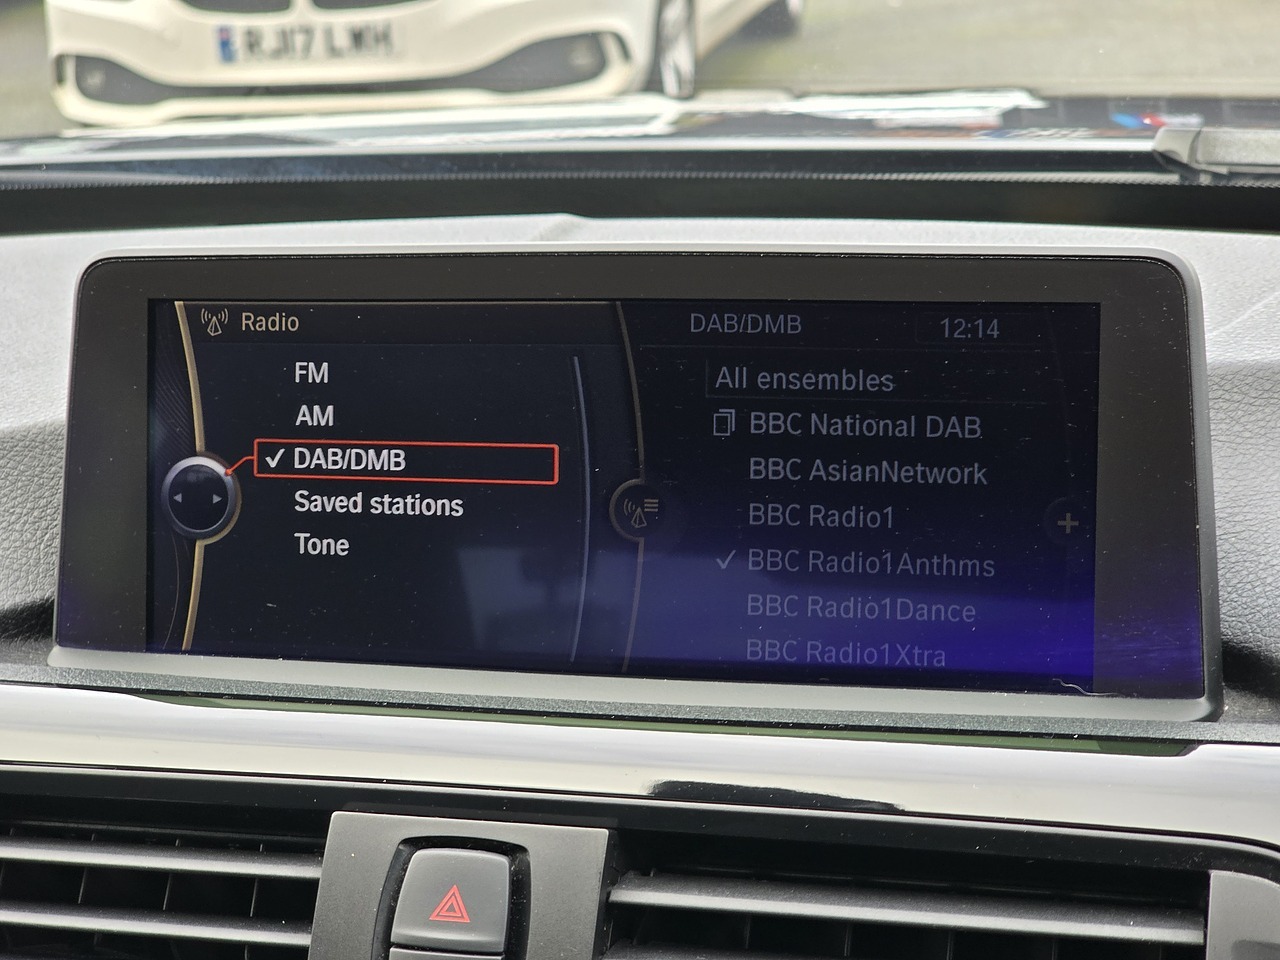 RJ17 LWH
Radio
FM
AM
DAB/DMB
Saved stations
Tone
DAB/DMB
12:14
All ensembles
BBC National DAB
BBC AsianNetwork
BBC Radio1
BBC Radio1Anthms
BBC Radio1Dance
BBC Radio1Xtra